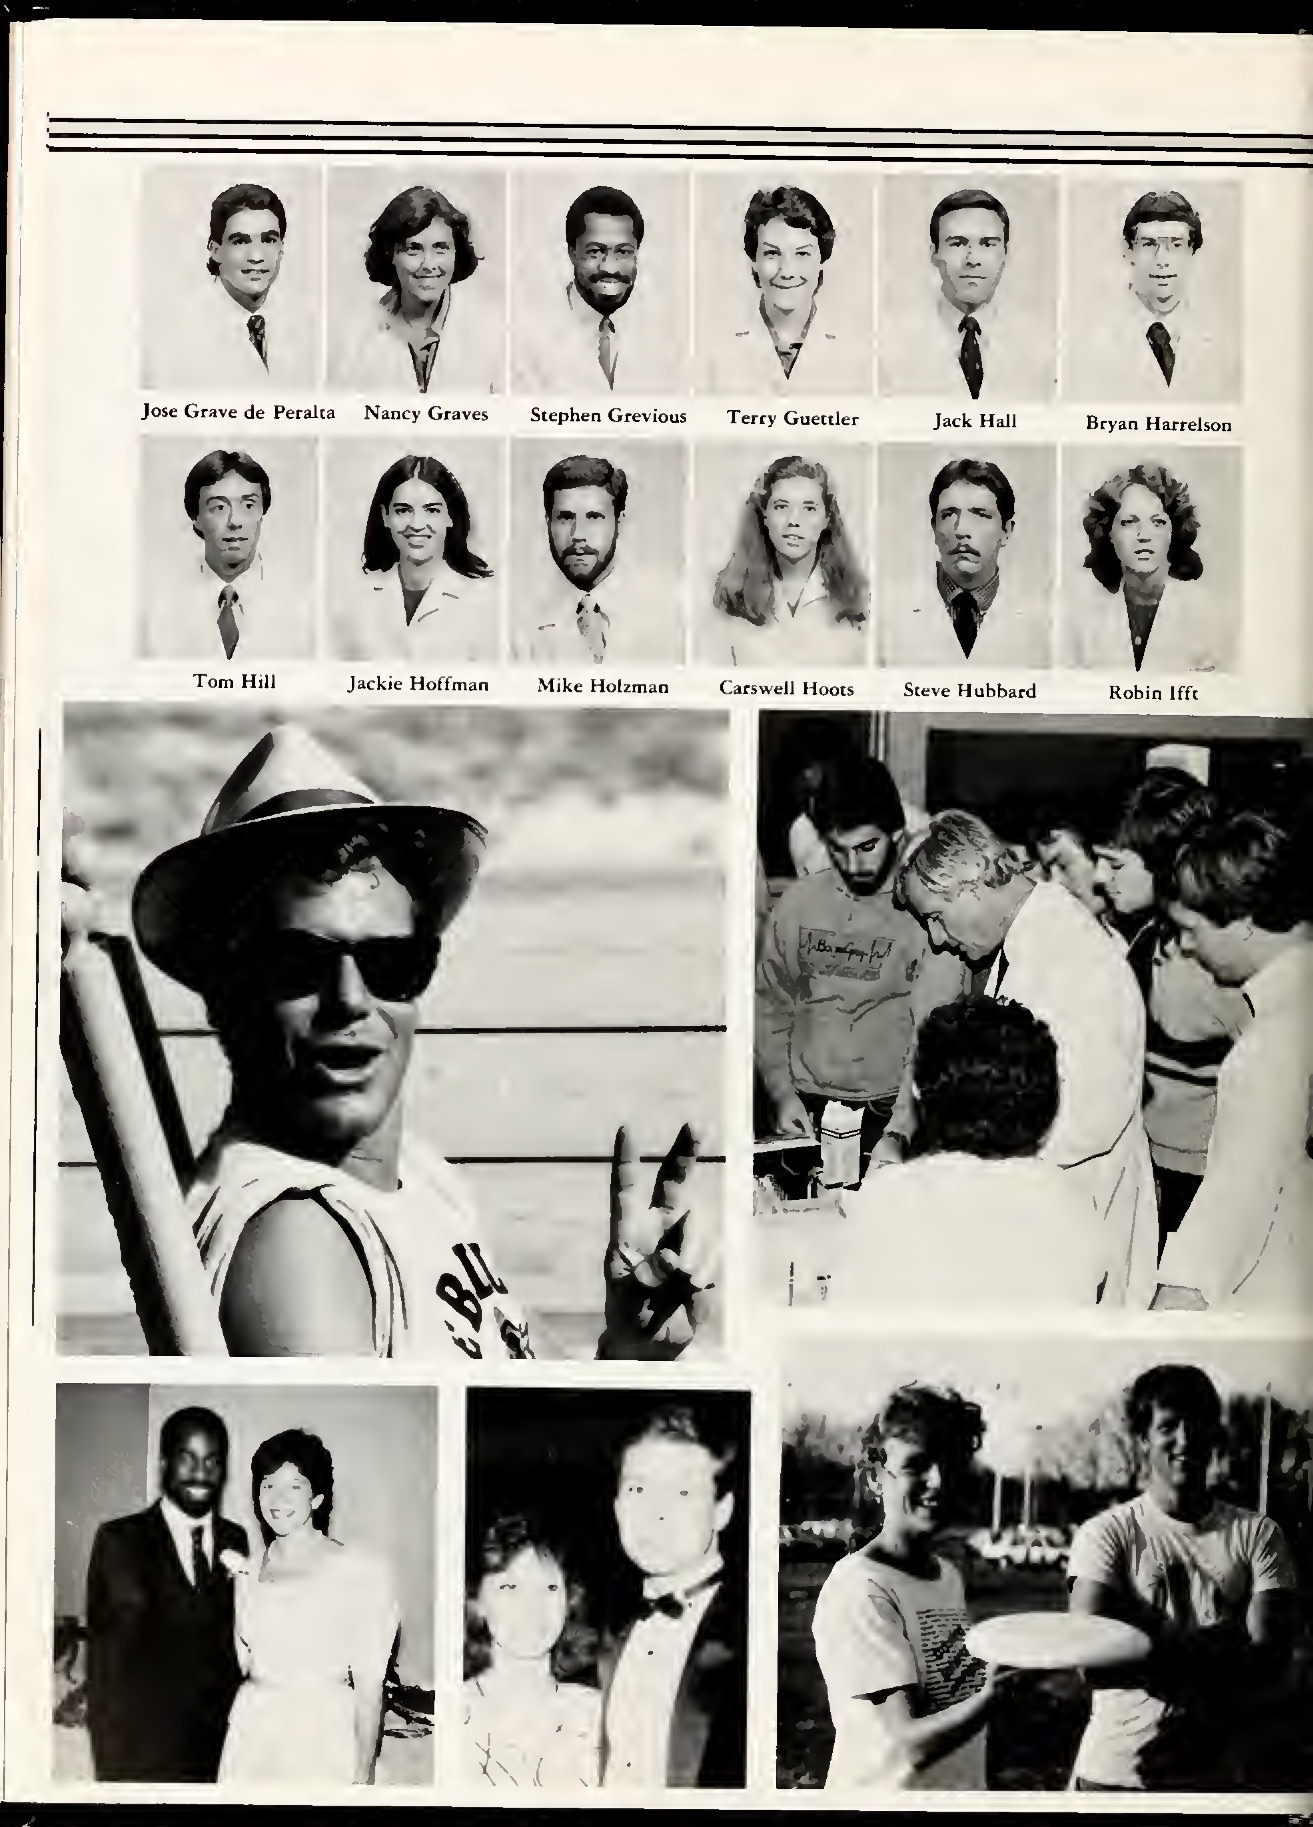 Jose Grave de Peralta Nancy Graves Stephen Grevious Terry Guettler Jack Hall Bryan Harrelson
Tom Hill Jackie Hoffman Mike Holzman Carswell Hoots Steve Hubbard Robin Ifft